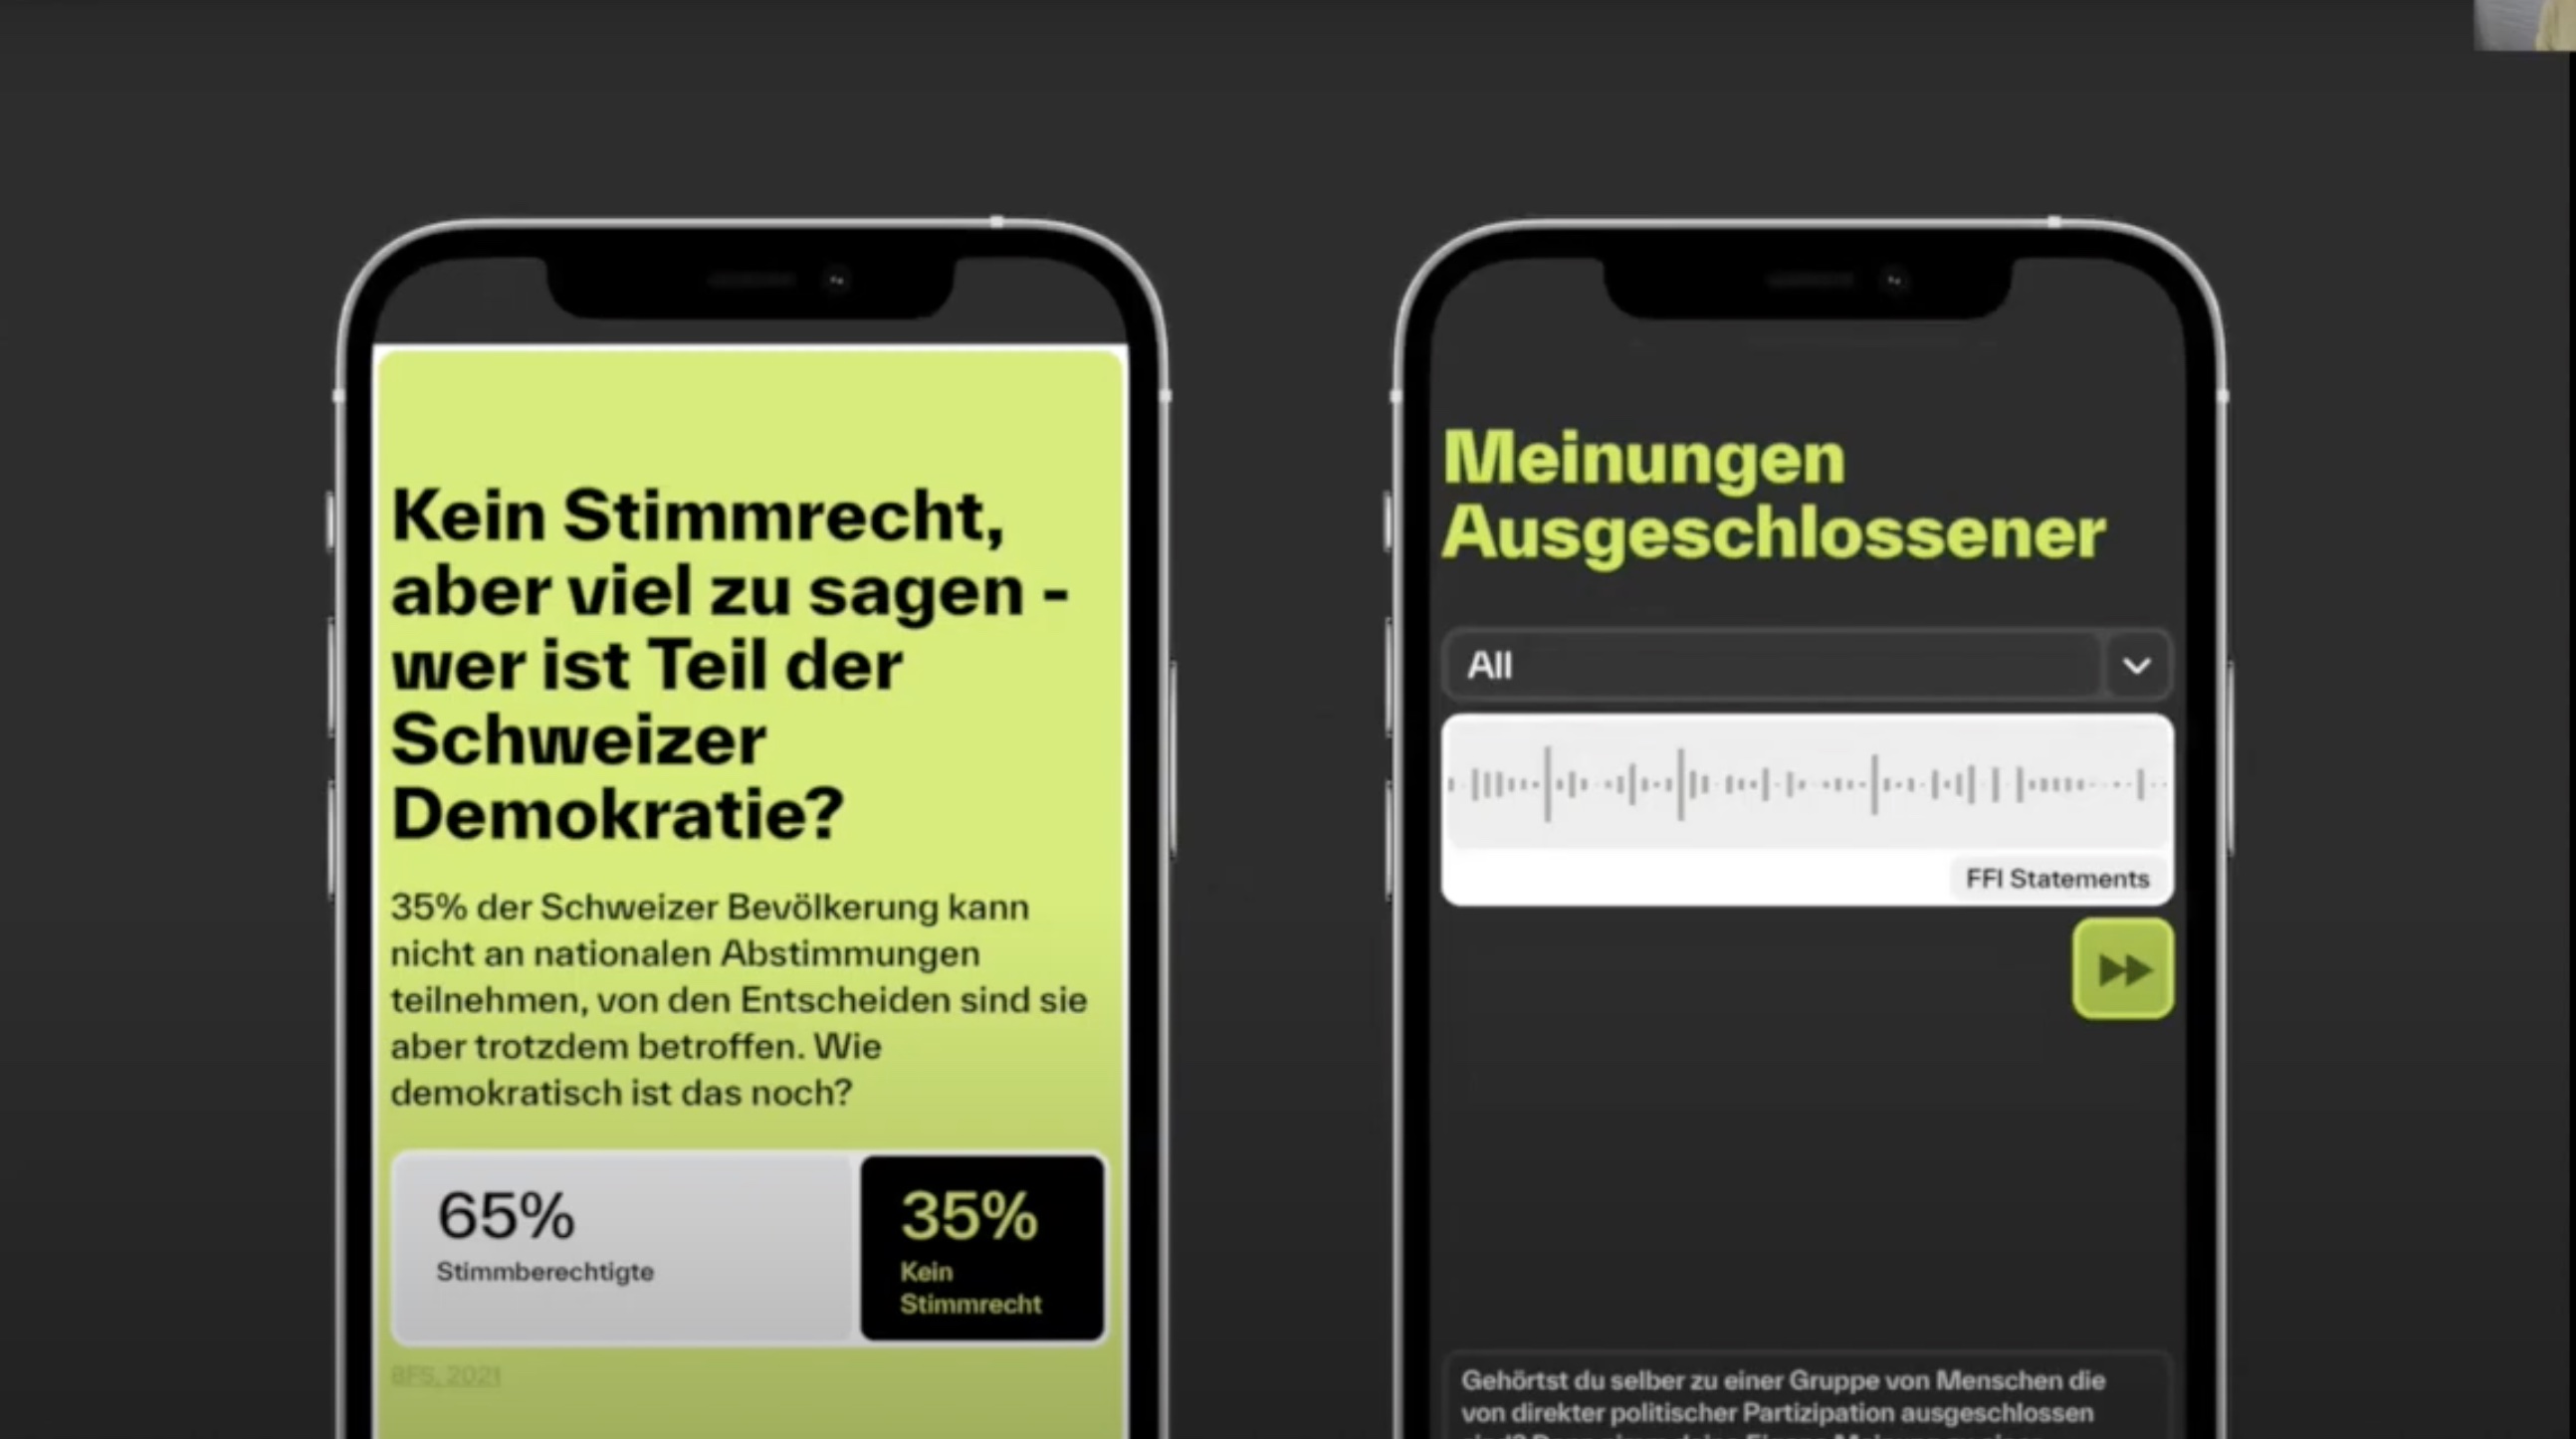 Kein Stimmrecht,
aber viel zu sagen -
wer ist Teil der
Schweizer
Demokratie?
35% der Schweizer Bevölkerung kann
nicht an nationalen Abstimmungen
teilnehmen, von den Entscheiden sind sie
aber trotzdem betroffen. Wie
demokratisch ist das noch?
65%
Stimmberechtigte
35%
Kein
Stimmrecht
BFS, 2021
Meinungen
Ausgeschlossener
All
FFI Statements
Gehörtst du selber zu einer Gruppe von Menschen die
von direkter politischer Partizipation ausgeschlossen